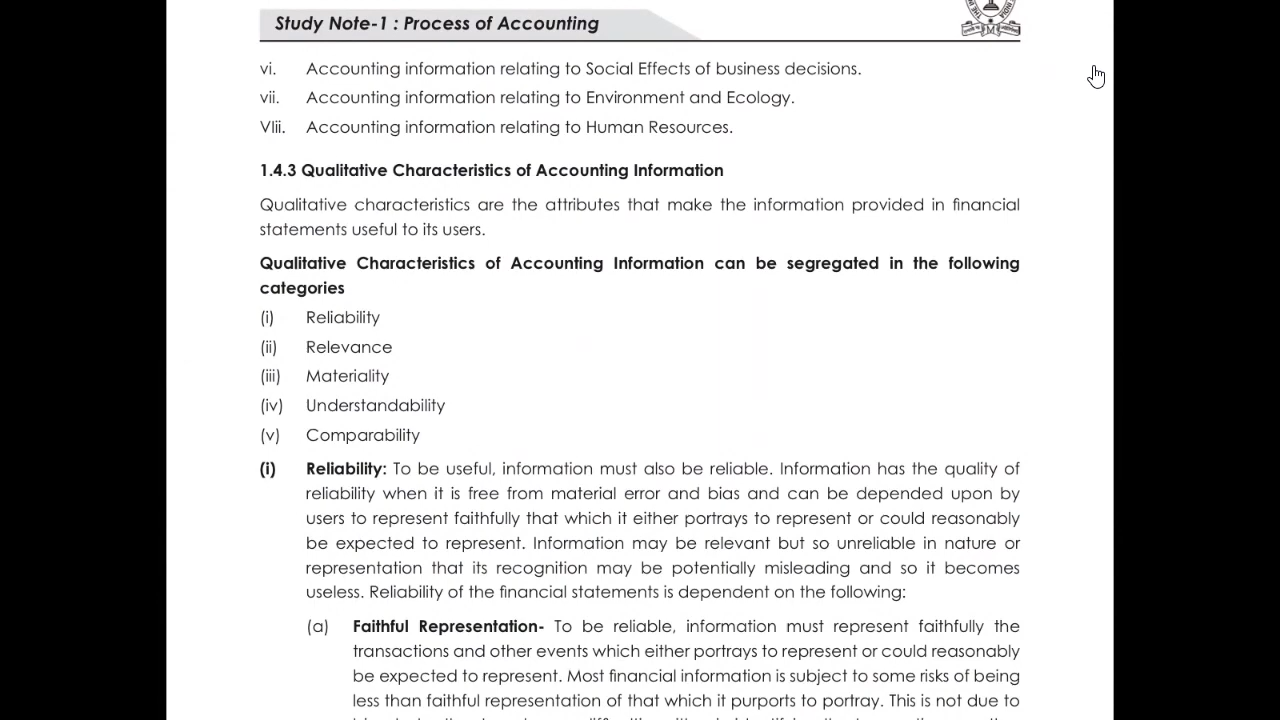 Study Note-1 : Process of Accounting
vi. Accounting information relating to Social Effects of business decisions.
vii. Accounting information relating to Environment and Ecology.
VIii. Accounting information relating to Human Resources.
1.4.3 Qualitative Characteristics of Accounting Information
Qualitative characteristics are the attributes that make the information provided in financial
statements useful to its users.
Qualitative Characteristics of Accounting Information can be segregated in the following
categories
(i) Reliability
(ii) Relevance
(iii) Materiality
(iv) Understandability
(v) Comparability
(i) Reliability: To be useful, information must also be reliable. Information has the quality of
reliability when it is free from material error and bias and can be depended upon by
users to represent faithfully that which it either portrays to represent or could reasonably
be expected to represent. Information may be relevant but so unreliable in nature or
representation that its recognition may be potentially misleading and so it becomes
useless. Reliability of the financial statements is dependent on the following:
(a) Faithful Representation- To be reliable, information must represent faithfully the
transactions and other events which either portrays to represent or could reasonably
be expected to represent. Most financial information is subject to some risks of being
less than faithful representation of that which it purports to portray. This is not due to